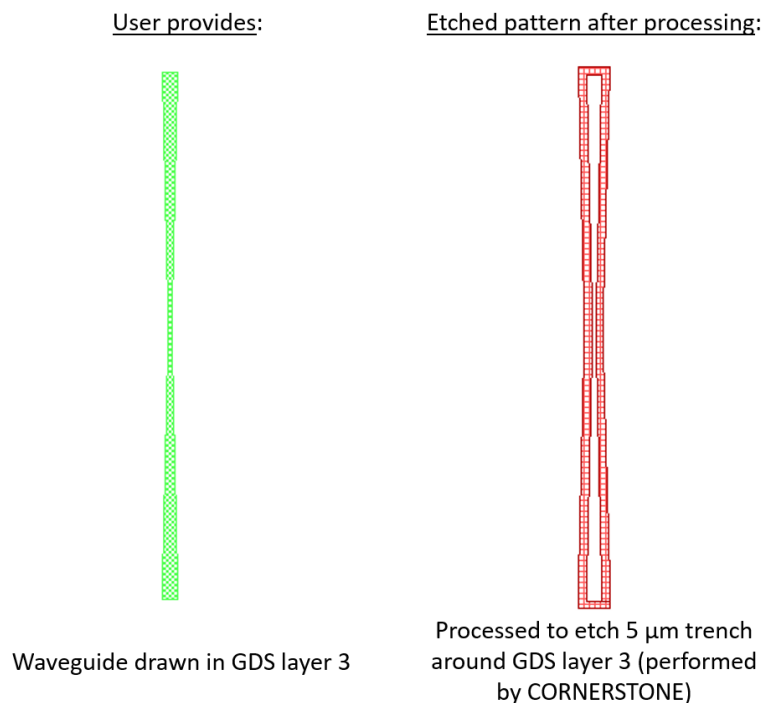 User provides:
Etched pattern after processing:
Waveguide drawn in GDS layer 3
Processed to etch 5 µm trench
around GDS layer 3 (performed
by CORNERSTONE)